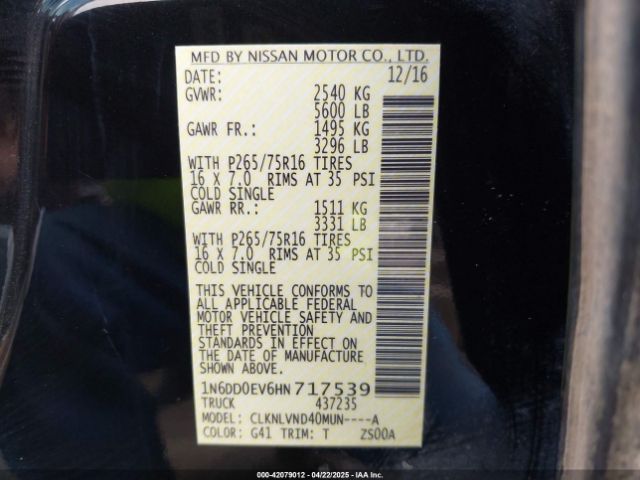 MFD BY NISSAN MOTOR CO., LTD.
DATE: 12/16
GVWR: 2540 KG
5600 LB
GAWR FR.: 1495 KG
3296 LB
WITH P265/75R16 TIRES
16 X 7.0 RIMS AT 35 PSI
COLD SINGLE
GAWR RR.: 1511 KG
3331 LB
WITH P265/75R16 TIRES
16 X 7.0 RIMS AT 35 PSI
COLD SINGLE
THIS VEHICLE CONFORMS TO
ALL APPLICABLE FEDERAL
MOTOR VEHICLE SAFETY AND
THEFT PREVENTION
STANDARDS IN EFFECT ON
THE DATE OF MANUFACTURE
SHOWN ABOVE.
1N6DD0EV6HN717539
TRUCK 437235
MODEL: CLKNLVND40MUN----A
COLOR: G41 TRIM: T ZS00A
000-42079012 - 04/22/2025 - IAAI.COM